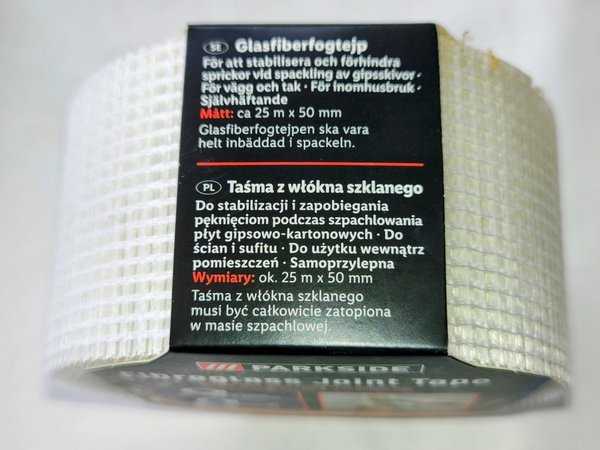 SE Glasfiberfogtejp
För att stabilisera och förhindra
sprickor vid spackling av gipsskivor ·
För vägg och tak · För inomhusbruk ·
Självhäftande
Mått: ca 25 m x 50 mm
Glasfiberfogtejpen ska vara
helt inbäddad i spackeln.
PL Taśma z włókna szklanego
Do stabilizacji i zapobiegania
pęknięciom podczas szpachlowania
płyt gipsowo-kartonowych · Do
ścian i sufitu · Do użytku wewnątrz
pomieszczeń · Samoprzylepna
Wymiary: ok. 25 m x 50 mm
Taśma z włókna szklanego
musi być całkowicie zatopiona
w masie szpachlowej.
/// PARKSIDE
Fibreglass Joint Tape